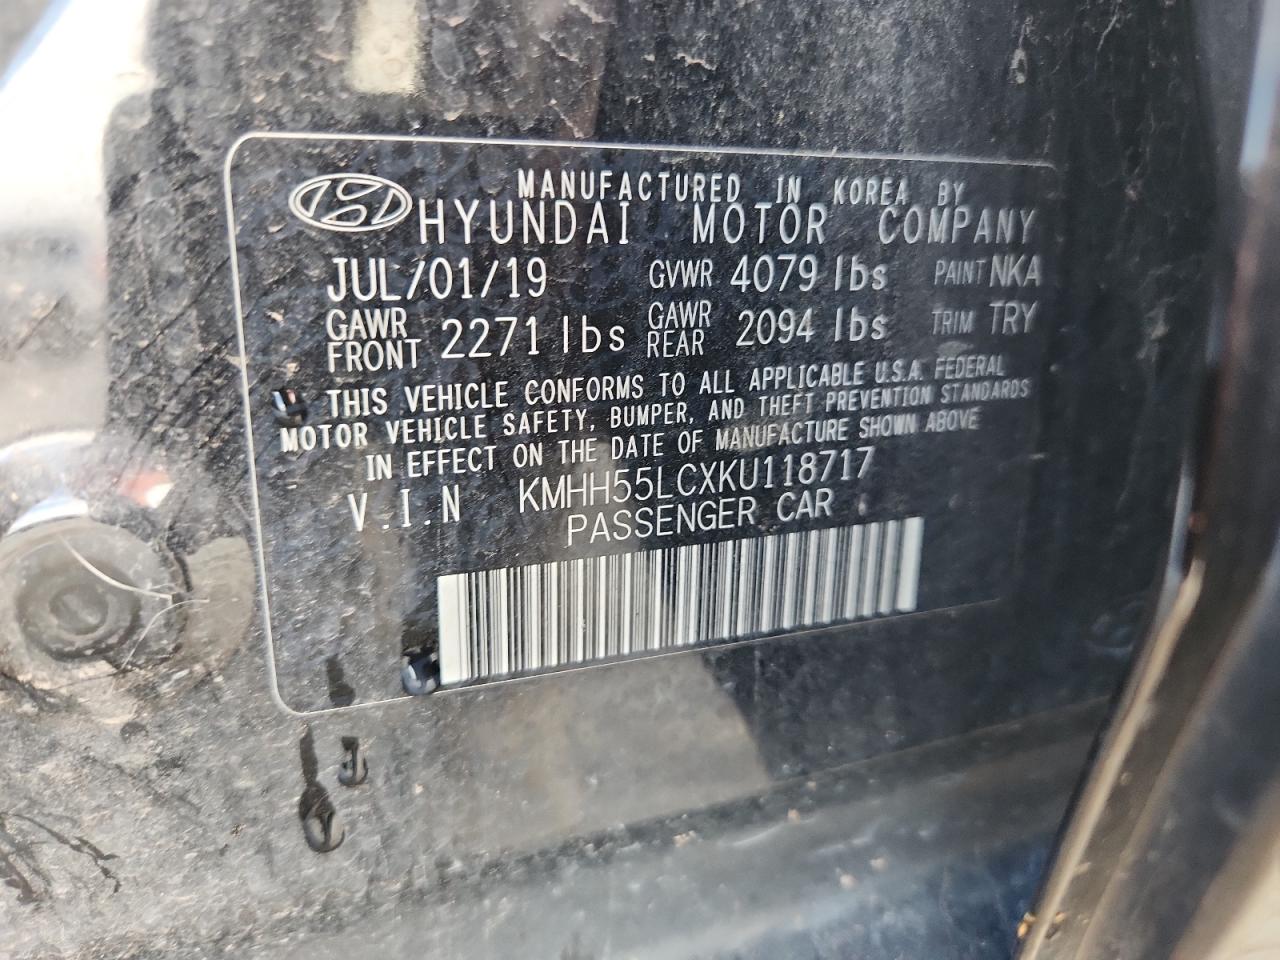 MANUFACTURED IN KOREA BY
HYUNDAI MOTOR COMPANY
JUL/01/19 GVWR 4079 lbs PAINT NKA
GAWR FRONT 2271 lbs GAWR REAR 2094 lbs TRIM TRY
THIS VEHICLE CONFORMS TO ALL APPLICABLE U.S.A. FEDERAL
MOTOR VEHICLE SAFETY, BUMPER, AND THEFT PREVENTION STANDARDS
IN EFFECT ON THE DATE OF MANUFACTURE SHOWN ABOVE
V.I.N KMHH55LCXKU118717
PASSENGER CAR